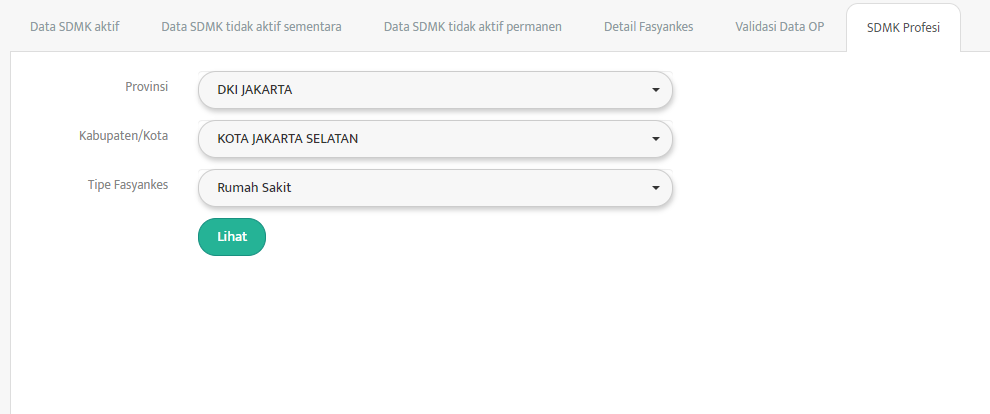 Data SDMK aktif Data SDMK tidak aktif sementara Data SDMK tidak aktif permanen Detail Fasyankes Validasi Data OP SDMK Profesi
Provinsi DKI JAKARTA
Kabupaten/Kota KOTA JAKARTA SELATAN
Tipe Fasyankes Rumah Sakit
Lihat